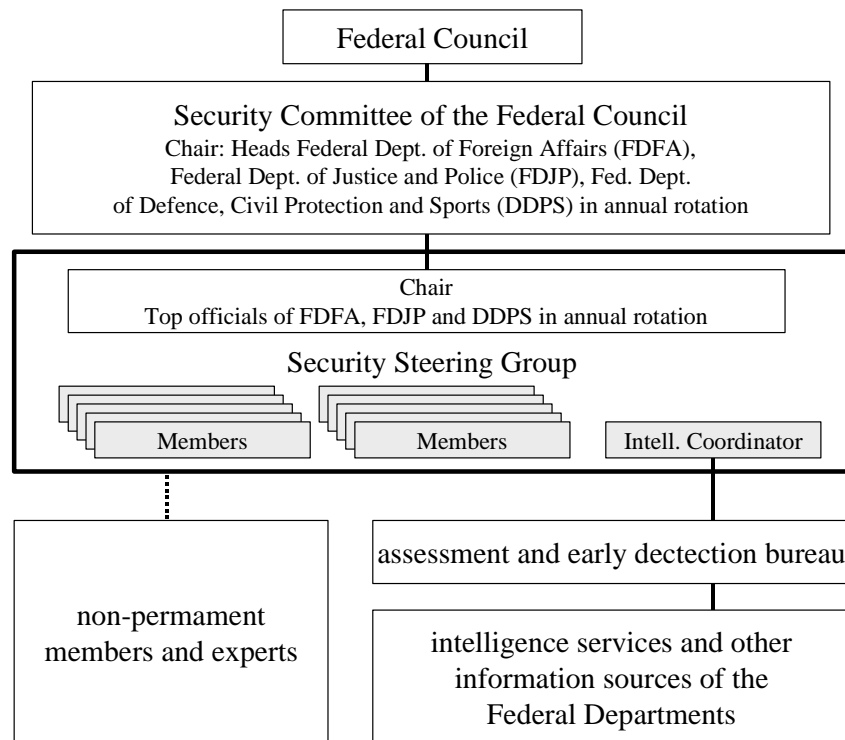 Federal Council
Security Committee of the Federal Council
Chair: Heads Federal Dept. of Foreign Affairs (FDFA),
Federal Dept. of Justice and Police (FDJP), Fed. Dept.
of Defence, Civil Protection and Sports (DDPS) in annual rotation
Chair
Top officials of FDFA, FDJP and DDPS in annual rotation
Security Steering Group
Members
Members
Intell. Coordinator
assessment and early dectection bureau
non-permament
members and experts
intelligence services and other
information sources of the
Federal Departments